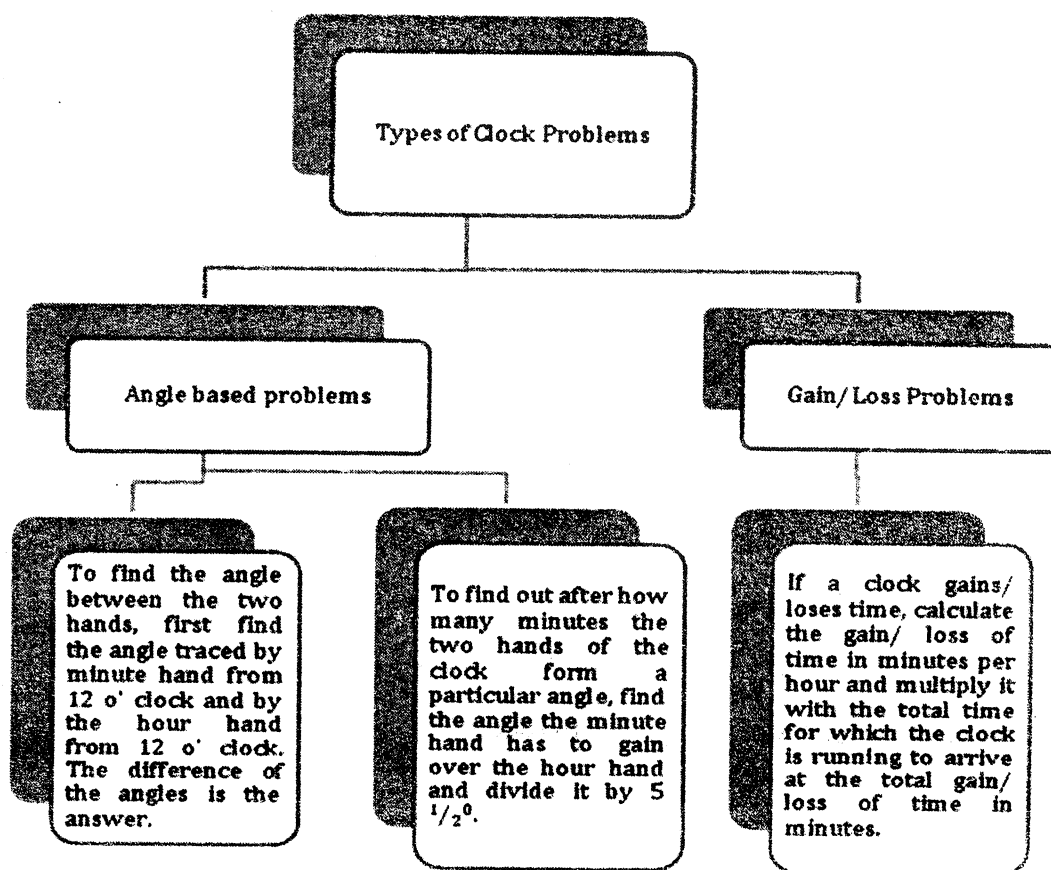 Types of Clock Problems
Angle based problems
Gain/ Loss Problems
To find the angle
between the two
hands, first find
the angle traced by
minute hand from
12 o' clock and by
the hour hand
from 12 o' clock.
The difference of
the angles is the
answer.
To find out after how
many minutes the
two hands of the
clock form a
particular angle, find
the angle the minute
hand has to gain
over the hour hand
and divide it by 5
1/2⁰.
If a clock gains/
loses time, calculate
the gain/ loss of
time in minutes per
hour and multiply it
with the total time
for which the clock
is running to arrive
at the total gain/
loss of time in
minutes.